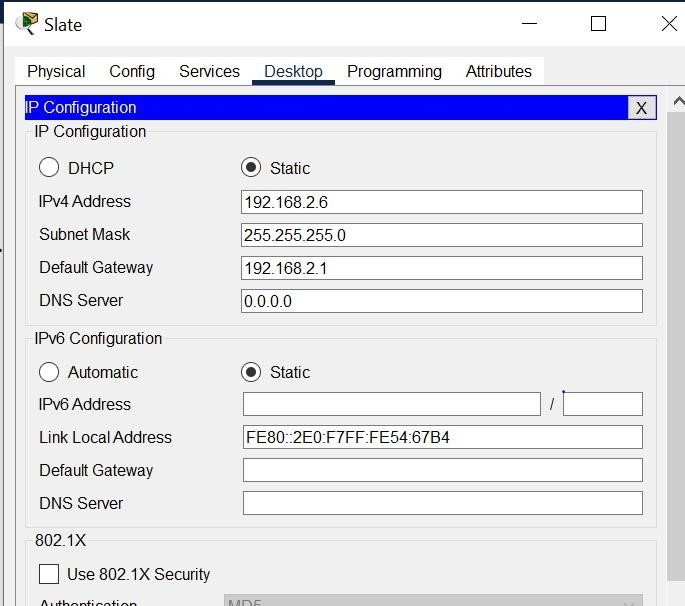 Slate
Physical Config Services Desktop Programming Attributes
IP Configuration X
IP Configuration
DHCP Static
IPv4 Address 192.168.2.6
Subnet Mask 255.255.255.0
Default Gateway 192.168.2.1
DNS Server 0.0.0.0
IPv6 Configuration
Automatic Static
IPv6 Address /
Link Local Address FE80::2E0:F7FF:FE54:67B4
Default Gateway
DNS Server
802.1X
Use 802.1X Security
Authentication MD5